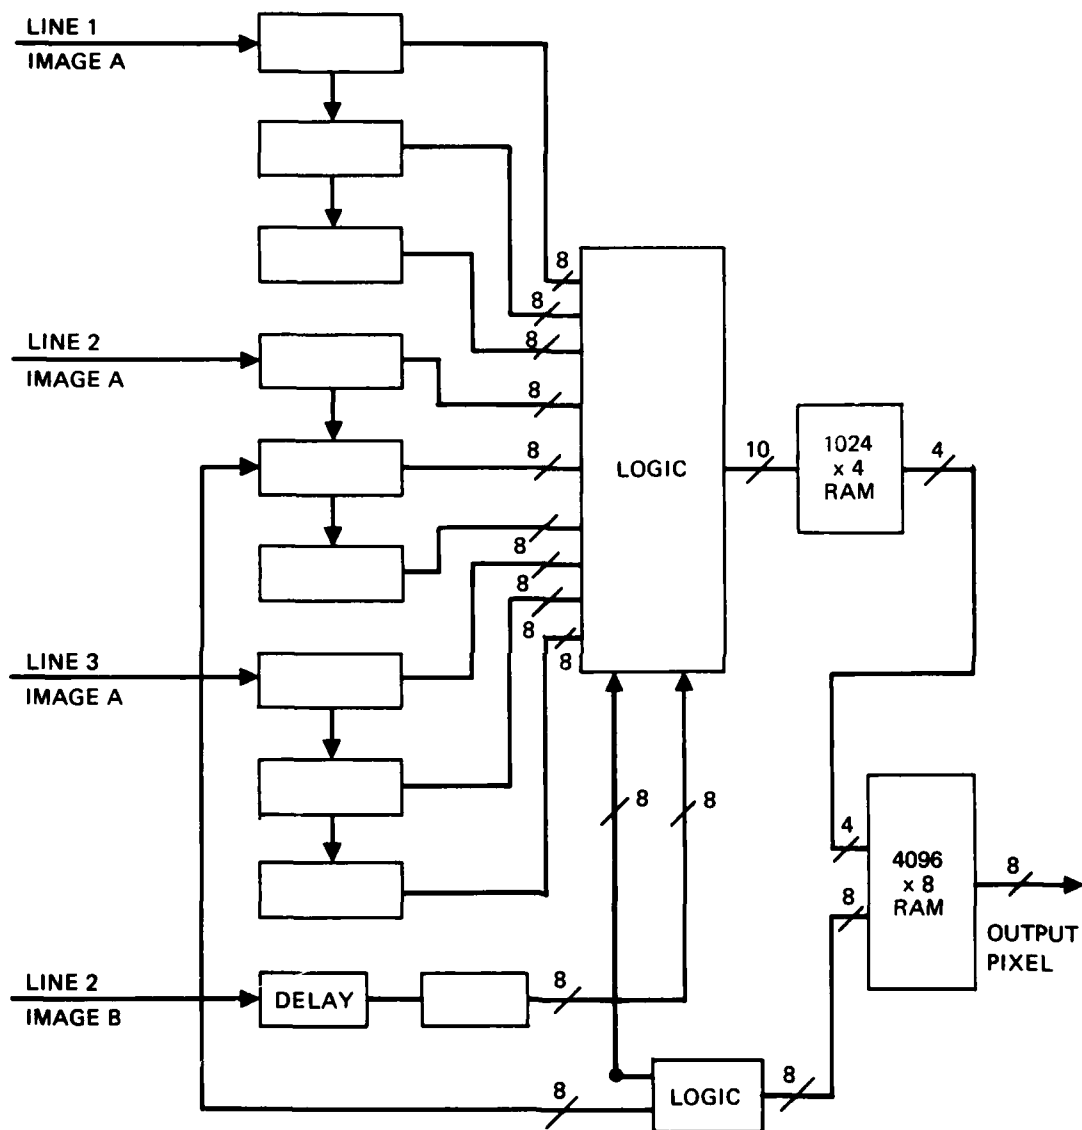 LINE 1
IMAGE A
8
8
8
LINE 2
IMAGE A
8
8
LOGIC
10
1024
x 4
RAM
4
8
8
8
8
LINE 3
IMAGE A
8
8
4
8
4096
x 8
RAM
8
OUTPUT
PIXEL
LINE 2
IMAGE B
DELAY
8
8
LOGIC
8